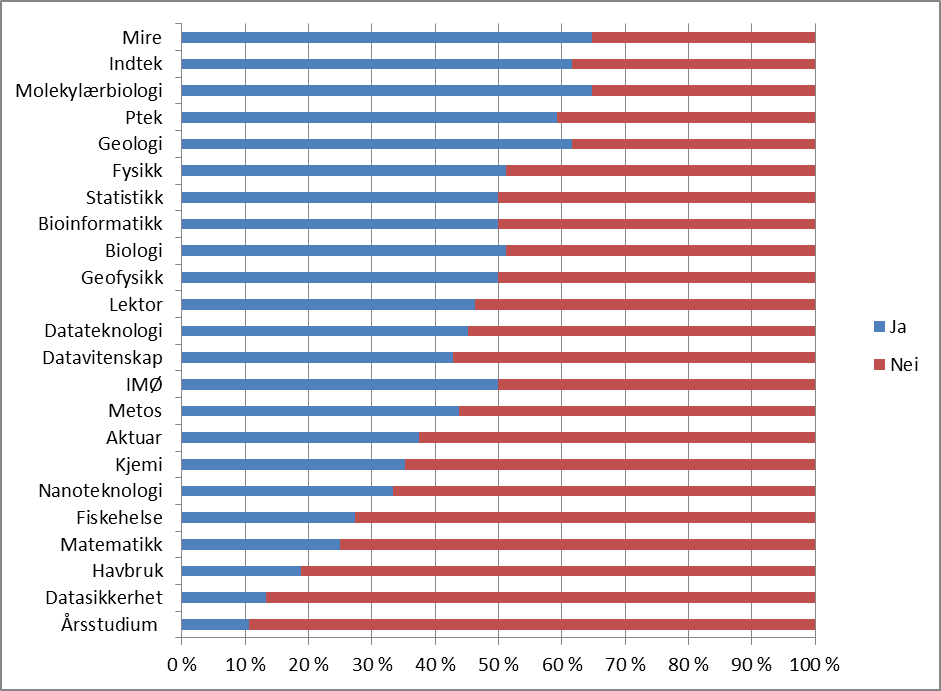 Mire
Indtek
Molekylærbiologi
Ptek
Geologi
Fysikk
Statistikk
Bioinformatikk
Biologi
Geofysikk
Lektor
Datateknologi
Datavitenskap
IMØ
Metos
Aktuar
Kjemi
Nanoteknologi
Fiskehelse
Matematikk
Havbruk
Datasikkerhet
Årsstudium
0 % 10 % 20 % 30 % 40 % 50 % 60 % 70 % 80 % 90 % 100 %
Ja
Nei